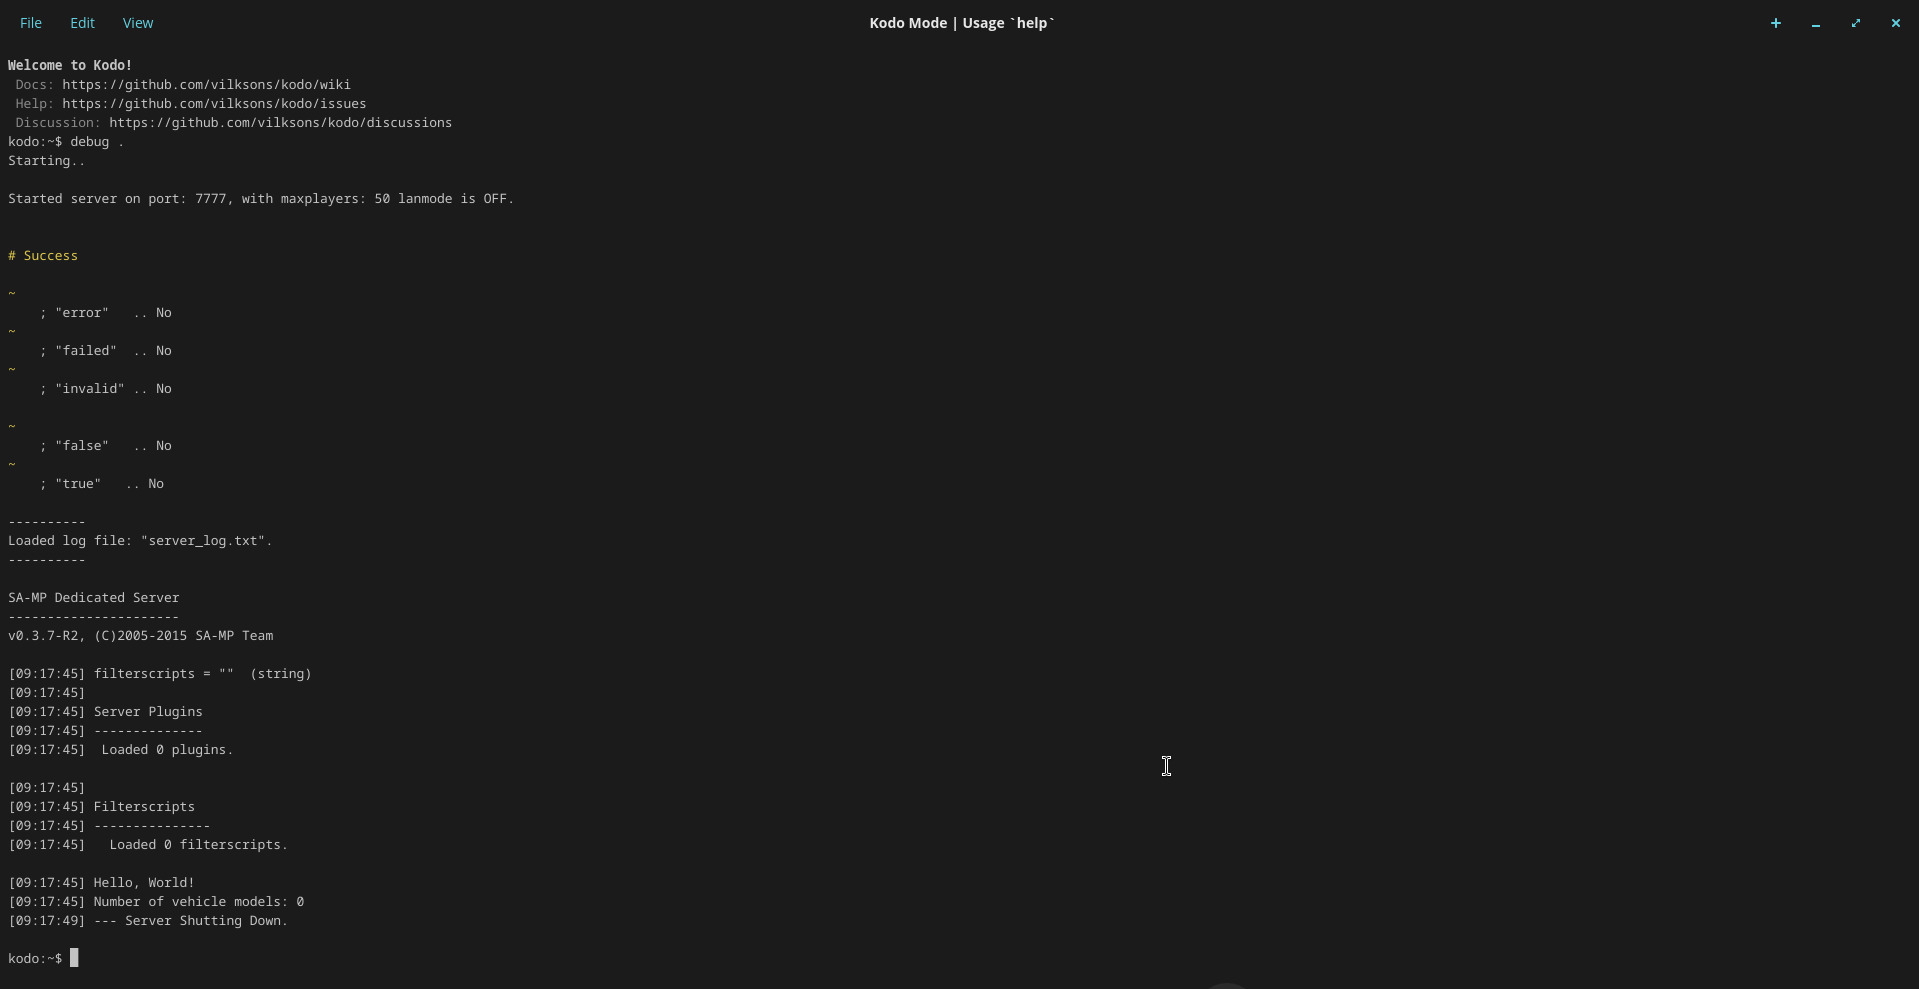 File Edit View Kodo Mode | Usage `help`
Welcome to Kodo!
Docs: https://github.com/vilksons/kodo/wiki
Help: https://github.com/vilksons/kodo/issues
Discussion: https://github.com/vilksons/kodo/discussions
kodo:~$ debug .
Starting..
Started server on port: 7777, with maxplayers: 50 lanmode is OFF.
# Success
~
; "error"   .. No
~
; "failed"  .. No
~
; "invalid" .. No
~
; "false"   .. No
~
; "true"   .. No
----------
Loaded log file: "server_log.txt".
----------
SA-MP Dedicated Server
----------------------
v0.3.7-R2, (C)2005-2015 SA-MP Team
[09:17:45] filterscripts = ""  (string)
[09:17:45]
[09:17:45] Server Plugins
[09:17:45] --------------
[09:17:45]  Loaded 0 plugins.
[09:17:45]
[09:17:45] Filterscripts
[09:17:45] ---------------
[09:17:45]   Loaded 0 filterscripts.
[09:17:45] Hello, World!
[09:17:45] Number of vehicle models: 0
[09:17:49] --- Server Shutting Down.
kodo:~$